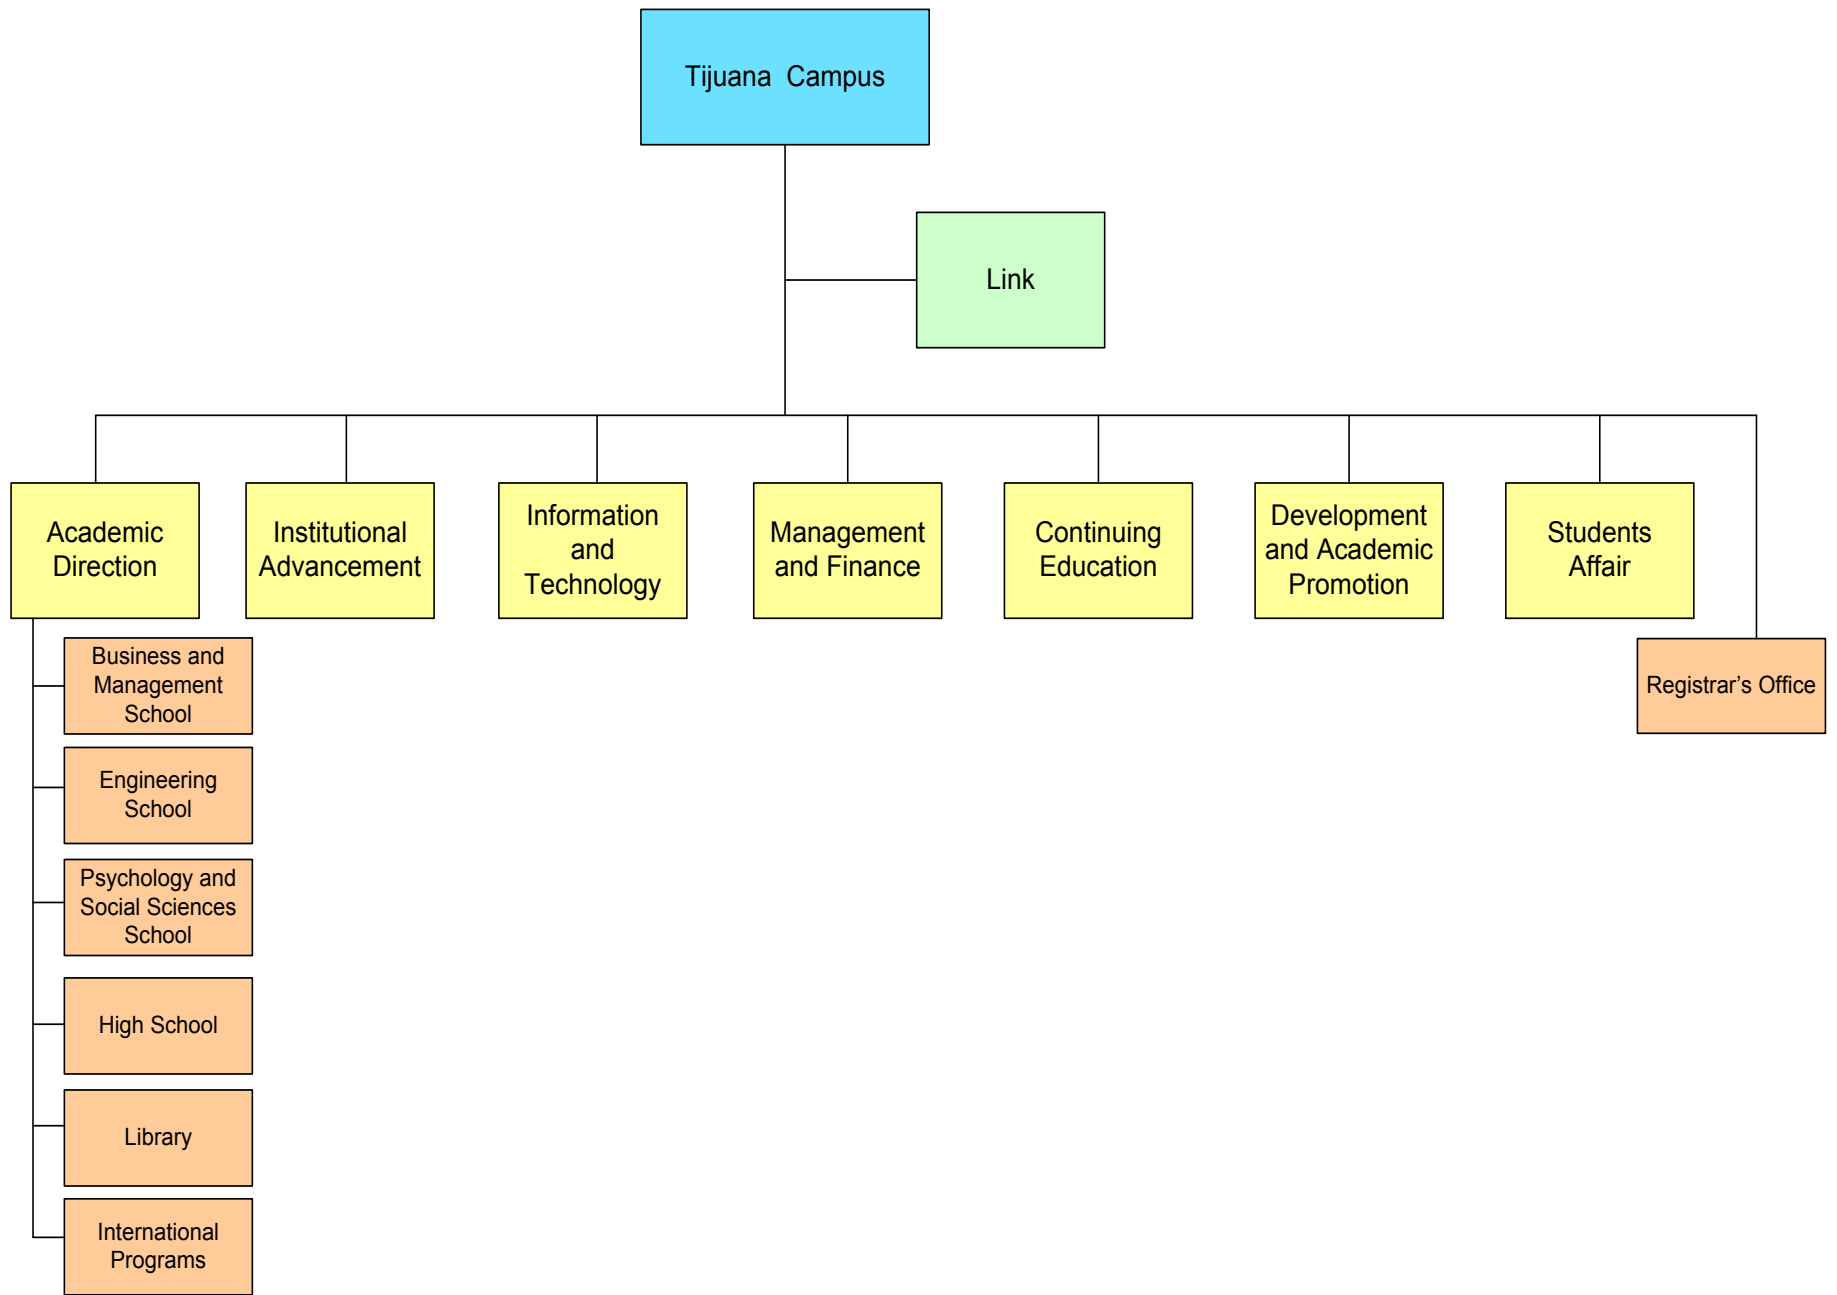 Tijuana Campus
Link
Academic
Direction
Institutional
Advancement
Information
and
Technology
Management
and Finance
Continuing
Education
Development
and Academic
Promotion
Students
Affair
Business and
Management
School
Registrar’s Office
Engineering
School
Psychology and
Social Sciences
School
High School
Library
International
Programs